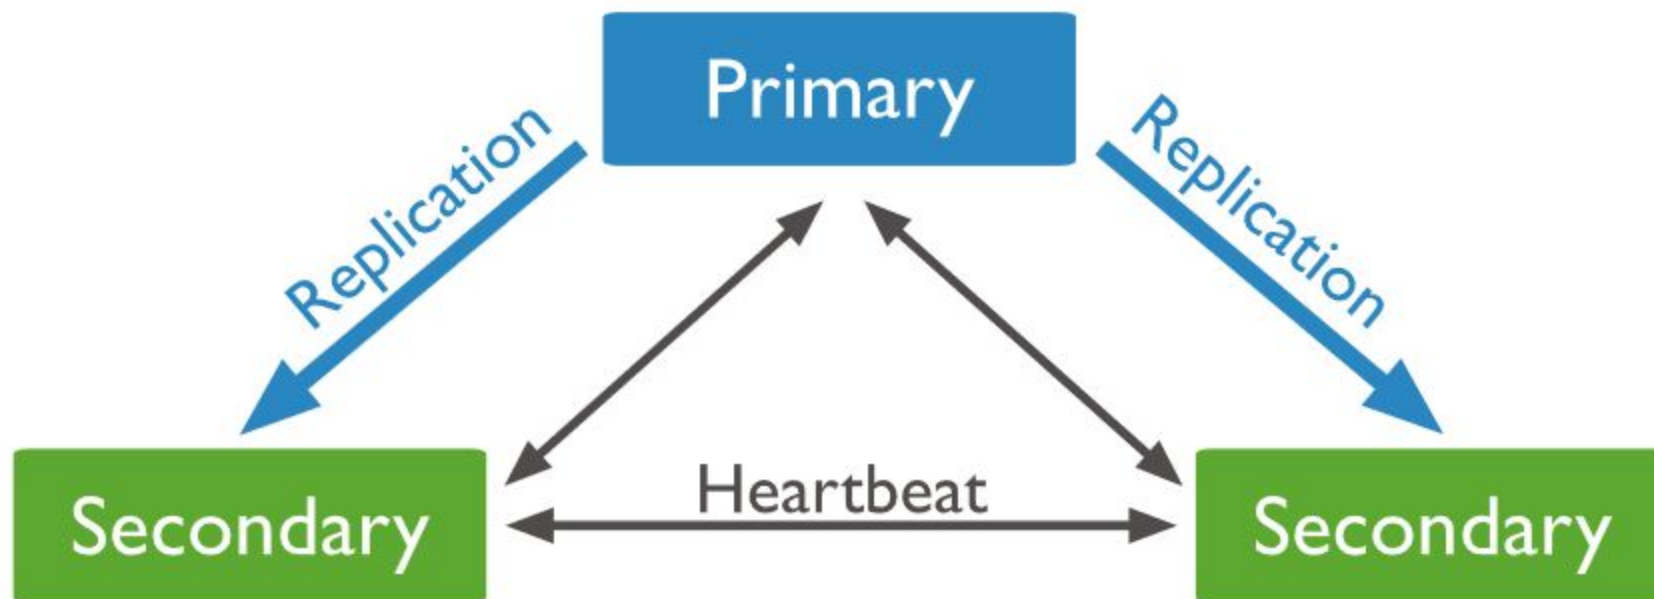 Primary
Replication
Replication
Heartbeat
Secondary
Secondary